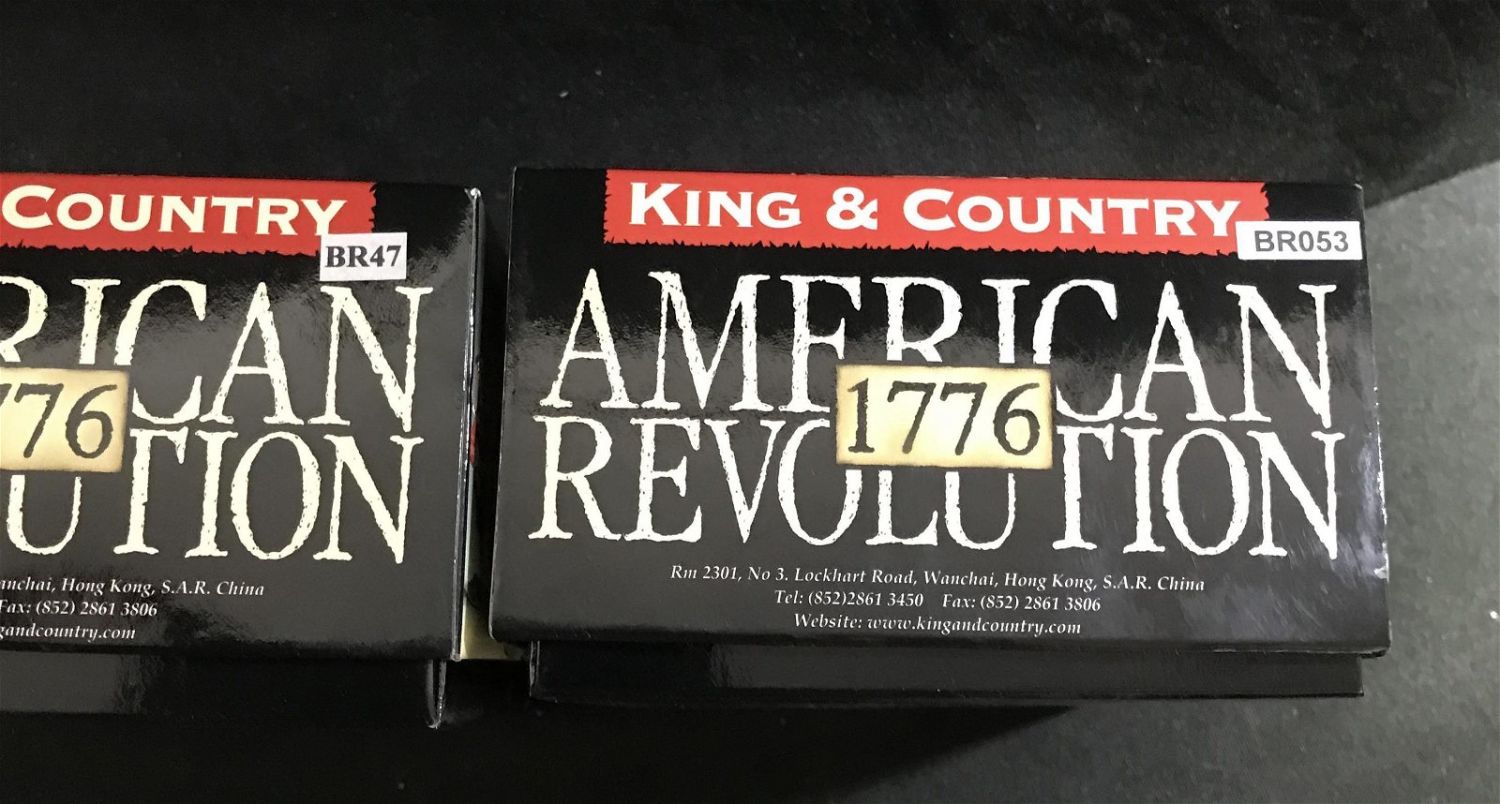 COUNTRY
BR47
RICAN
776
UTION
anchai, Hong Kong, S.A.R. China
Fax: (852) 2861 3806
gandcountry.com
KING & COUNTRY
BR053
AMERICAN
1776
REVOLUTION
Rm 2301, No 3. Lockhart Road, Wanchai, Hong Kong, S.A.R. China
Tel: (852)2861 3450 Fax: (852) 2861 3806
Website: www.kingandcountry.com